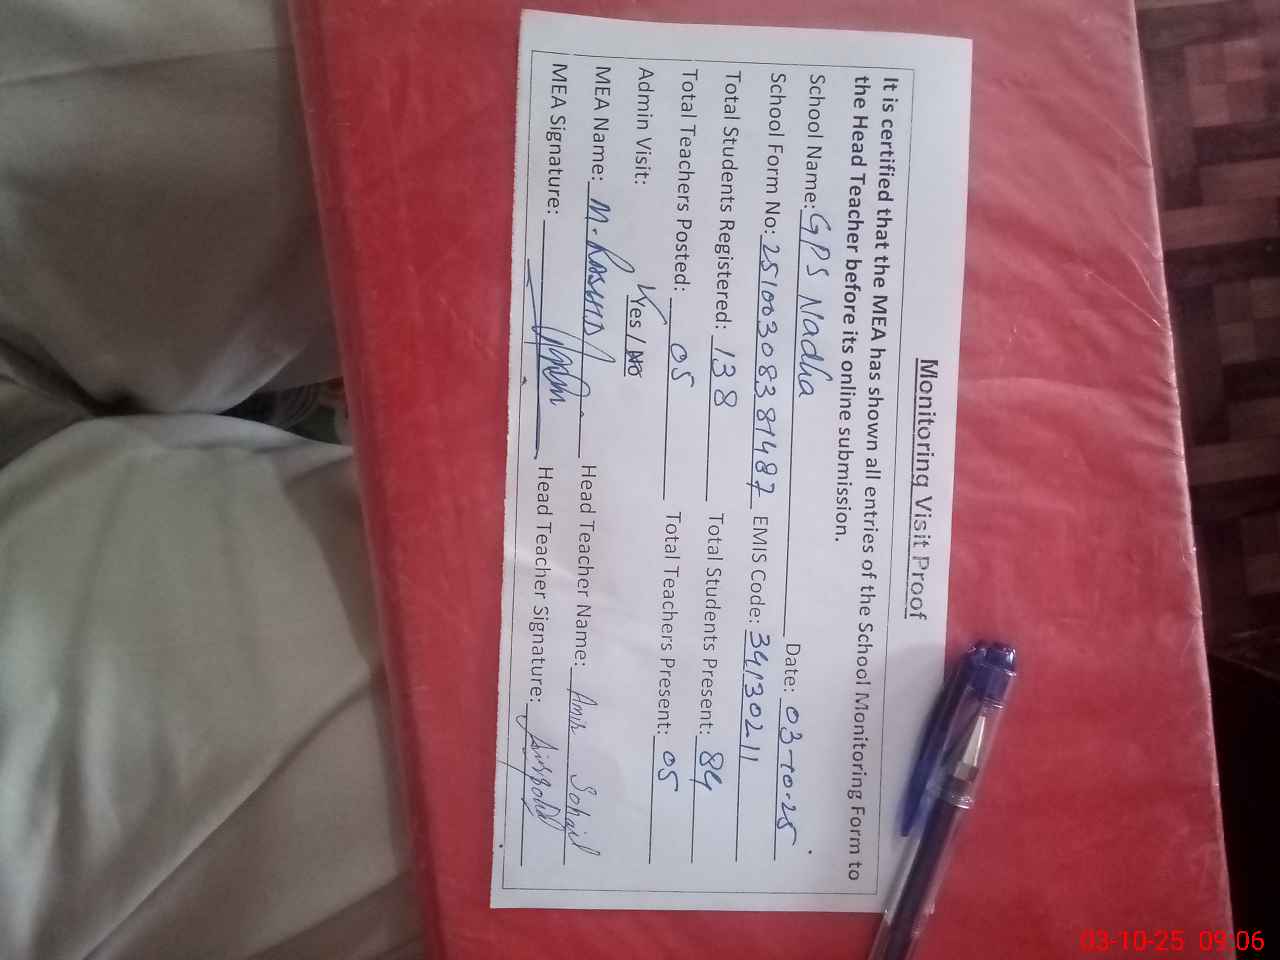 Monitoring Visit Proof
It is certified that the MEA has shown all entries of the School Monitoring Form to
the Head Teacher before its online submission.
School Name: GPS Nadha Date: 03-10-25
School Form No: 25100308381487 EMIS Code: 34130211
Total Students Registered: 138 Total Students Present: 84
Total Teachers Posted: 05 Total Teachers Present: 05
Admin Visit: Yes / No
MEA Name: M. Head Teacher Name: Amir Sohail
MEA Signature: Head Teacher Signature:
03-10-25 09:06